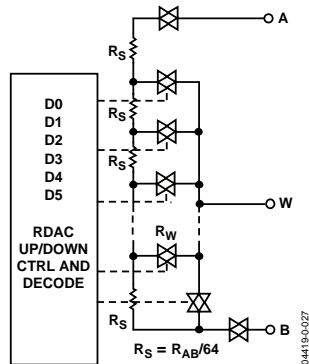 A
RS
D0
D1
D2
D3
D4
D5
RS
RS
W
RDAC
UP/DOWN
CTRL AND
DECODE
RW
RS
B
RS = RAB/64
04419-0-027